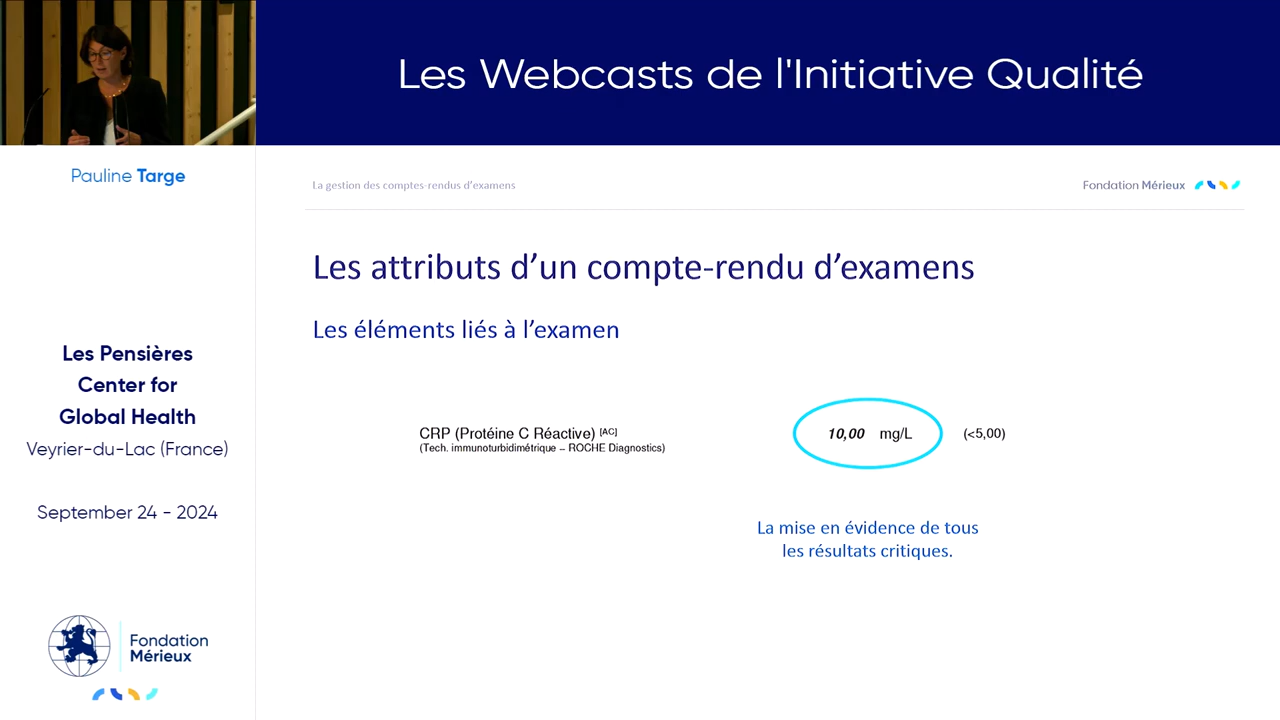 Les Webcasts de l'Initiative Qualité
Pauline Targe
Les Pensières
Center for
Global Health
Veyrier-du-Lac (France)
September 24 - 2024
Fondation
Mérieux
La gestion des comptes-rendus d’examens
Fondation Mérieux
Les attributs d’un compte-rendu d’examens
Les éléments liés à l’examen
CRP (Protéine C Réactive) [AC] 10,00 mg/L (<5,00)
(Tech. immunoturbidimétrique – ROCHE Diagnostics)
La mise en évidence de tous
les résultats critiques.